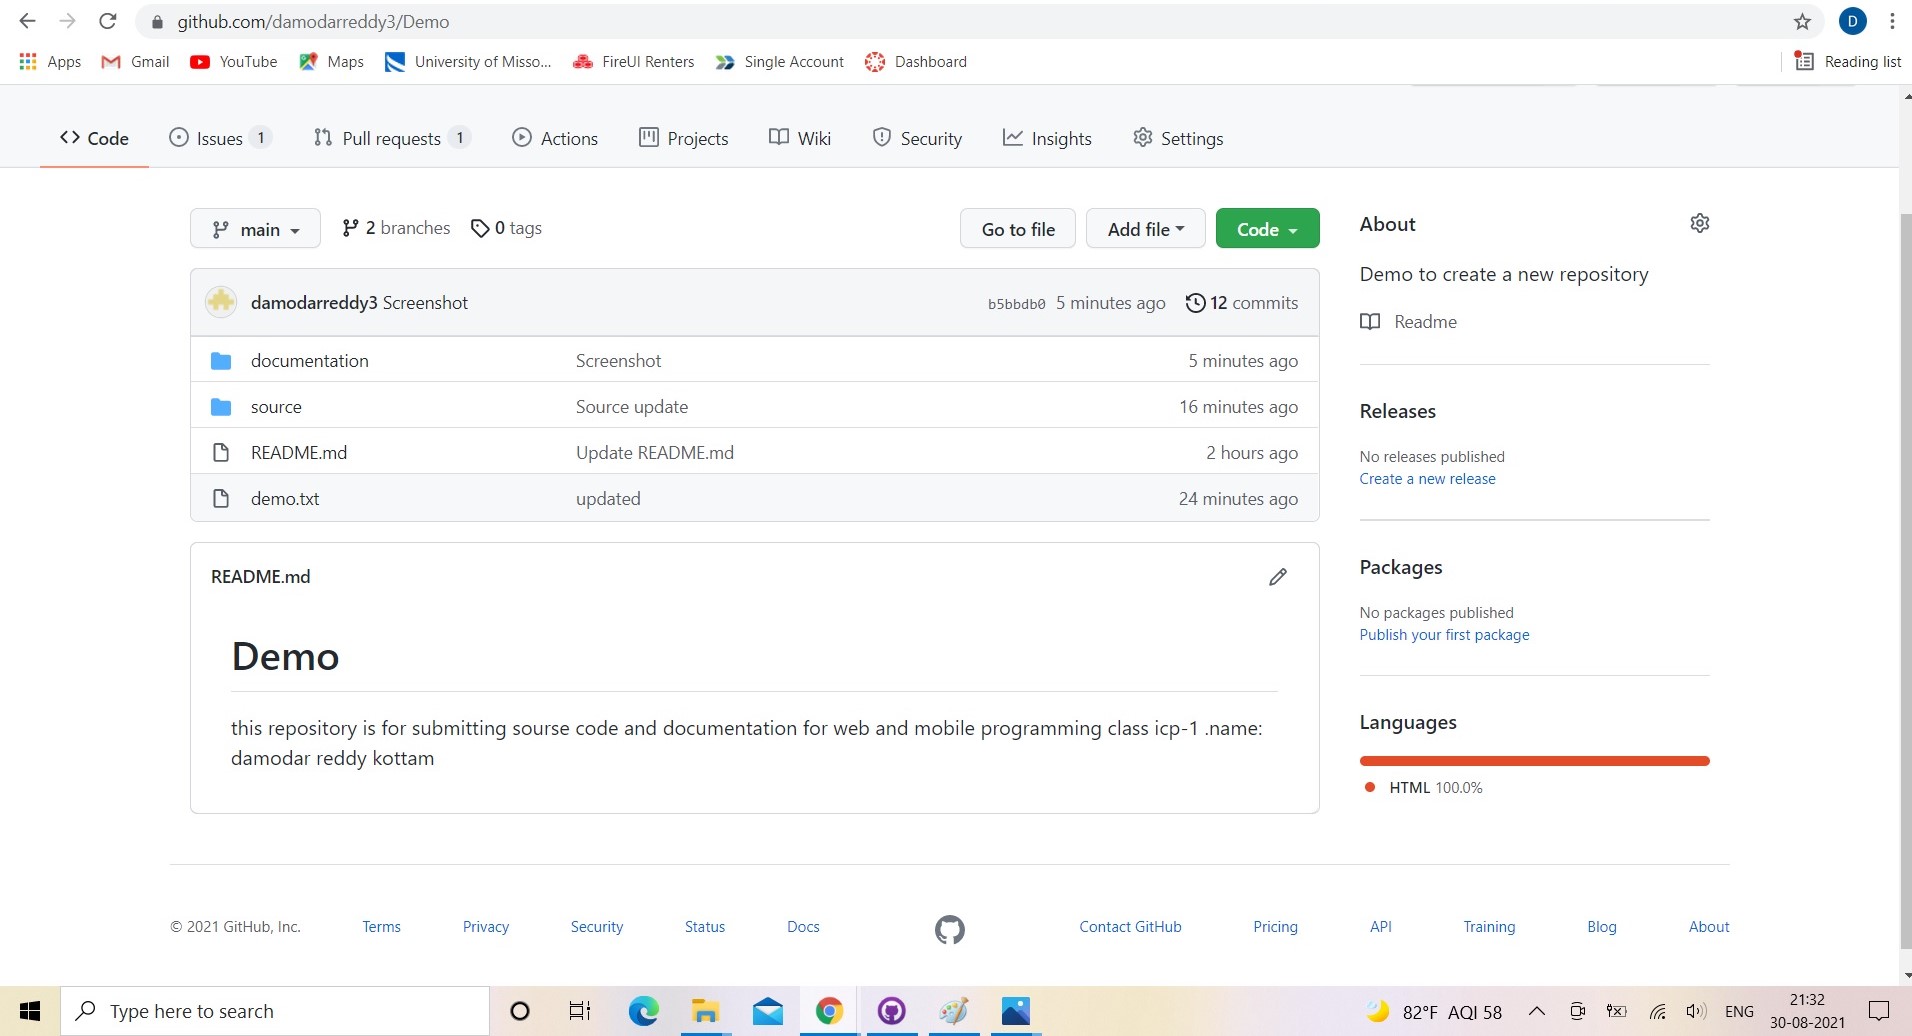 github.com/damodarreddy3/Demo
D
Apps Gmail YouTube Maps University of Misso... FireUI Renters Single Account Dashboard Reading list
Code Issues 1 Pull requests 1 Actions Projects Wiki Security Insights Settings
main 2 branches 0 tags Go to file Add file Code
damodarreddy3 Screenshot b5bbdb0 5 minutes ago 12 commits
documentation Screenshot 5 minutes ago
source Source update 16 minutes ago
README.md Update README.md 2 hours ago
demo.txt updated 24 minutes ago
README.md
Demo
this repository is for submitting sourse code and documentation for web and mobile programming class icp-1 .name:
damodar reddy kottam
About
Demo to create a new repository
Readme
Releases
No releases published
Create a new release
Packages
No packages published
Publish your first package
Languages
HTML 100.0%
© 2021 GitHub, Inc. Terms Privacy Security Status Docs Contact GitHub Pricing API Training Blog About
Type here to search
82°F AQI 58 ENG
21:32
30-08-2021